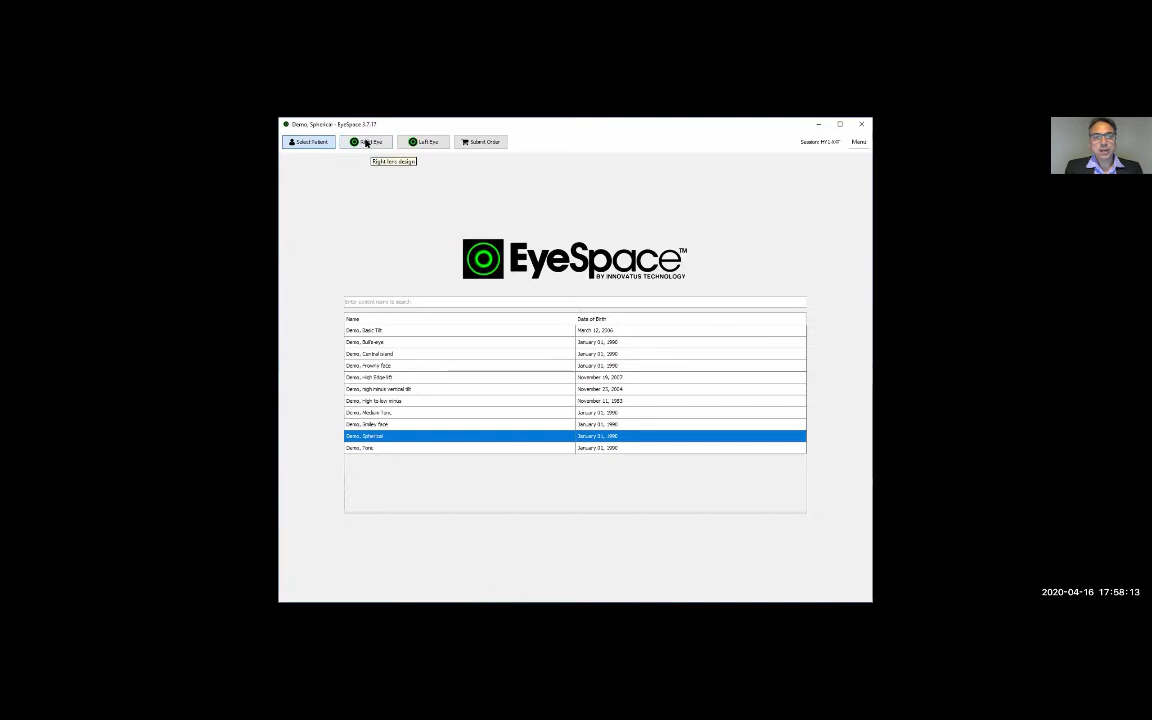 Demo, Spherical - EyeSpace 3.7.17
Select Patient
Right Eye
Left Eye
Submit Order
Session: HY1-X4T
Menu
Right lens design
EyeSpace™
BY INNOVATUS TECHNOLOGY
Enter patient name to search
Name Date of Birth
Demo, Basic Tilt March 12, 2006
Demo, Bull's-eye January 01, 1990
Demo, Central island January 01, 1990
Demo, Frowny face January 01, 1990
Demo, High Edge lift November 19, 2007
Demo, high minus vertical tilt November 25, 2004
Demo, High to low minus November 11, 1983
Demo, Medium Toric January 01, 1990
Demo, Smiley face January 01, 1990
Demo, Spherical January 01, 1990
Demo, Toric January 01, 1990
2020-04-16 17:58:13